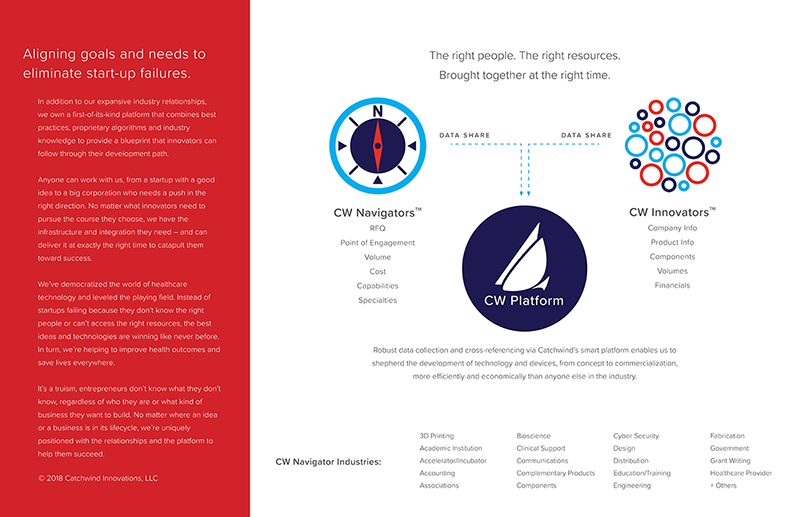 Aligning goals and needs to
eliminate start-up failures.
In addition to our expansive industry relationships,
we own a first-of-its-kind platform that combines best
practices, proprietary algorithms and industry
knowledge to provide a blueprint that innovators can
follow through their development path.
Anyone can work with us, from a startup with a good
idea to a big corporation who needs a push in the
right direction. No matter what innovators need to
pursue the course they choose, we have the
infrastructure and integration they need – and can
deliver it at exactly the right time to catapult them
toward success.
We've democratized the world of healthcare
technology and leveled the playing field. Instead of
startups failing because they don't know the right
people or can't access the right resources, the best
ideas and technologies are winning like never before.
In turn, we're helping to improve health outcomes and
save lives everywhere.
It's a truism, entrepreneurs don't know what they don't
know, regardless of who they are or what kind of
business they want to build. No matter where an idea
or a business is in its lifecycle, we're uniquely
positioned with the relationships and the platform to
help them succeed.
© 2018 Catchwind Innovations, LLC
The right people. The right resources.
Brought together at the right time.
N
DATA SHARE
DATA SHARE
CW Navigators™
RFQ
Point of Engagement
Volume
Cost
Capabilities
Specialties
CW Platform
CW Innovators™
Company Info
Product Info
Components
Volumes
Financials
Robust data collection and cross-referencing via Catchwind's smart platform enables us to
shepherd the development of technology and devices, from concept to commercialization,
more efficiently and economically than anyone else in the industry.
CW Navigator Industries:
3D Printing
Academic Institution
Accelerator/Incubator
Accounting
Associations
Bioscience
Clinical Support
Communications
Complementary Products
Components
Cyber Security
Design
Distribution
Education/Training
Engineering
Fabrication
Government
Grant Writing
Healthcare Provider
+ Others